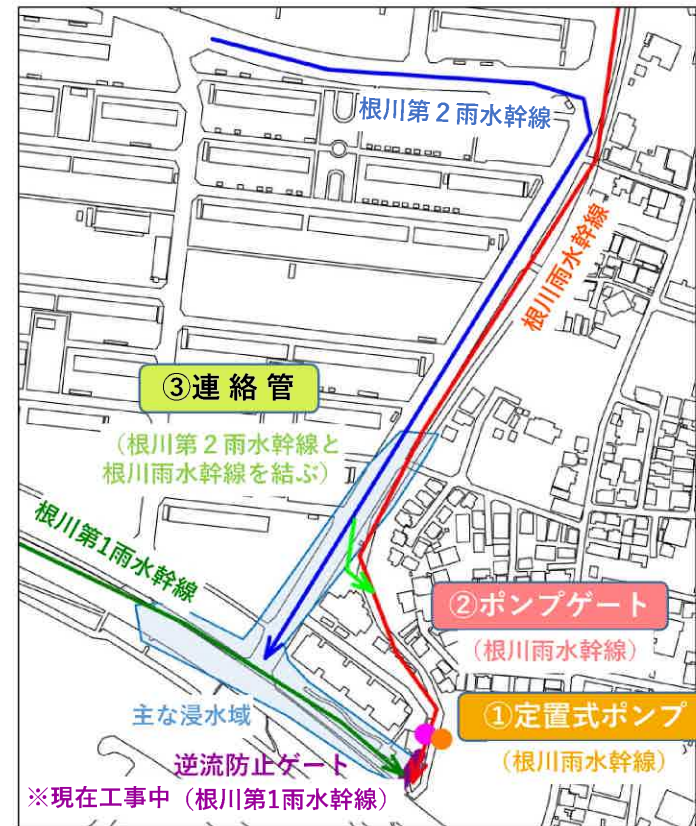 根川第２雨水幹線
根川雨水幹線
③連 絡 管
（根川第２雨水幹線と
根川雨水幹線を結ぶ）
根川第1雨水幹線
②ポンプゲート
（根川雨水幹線）
主な浸水域
①定置式ポンプ
（根川雨水幹線）
逆流防止ゲート
※現在工事中（根川第1雨水幹線）